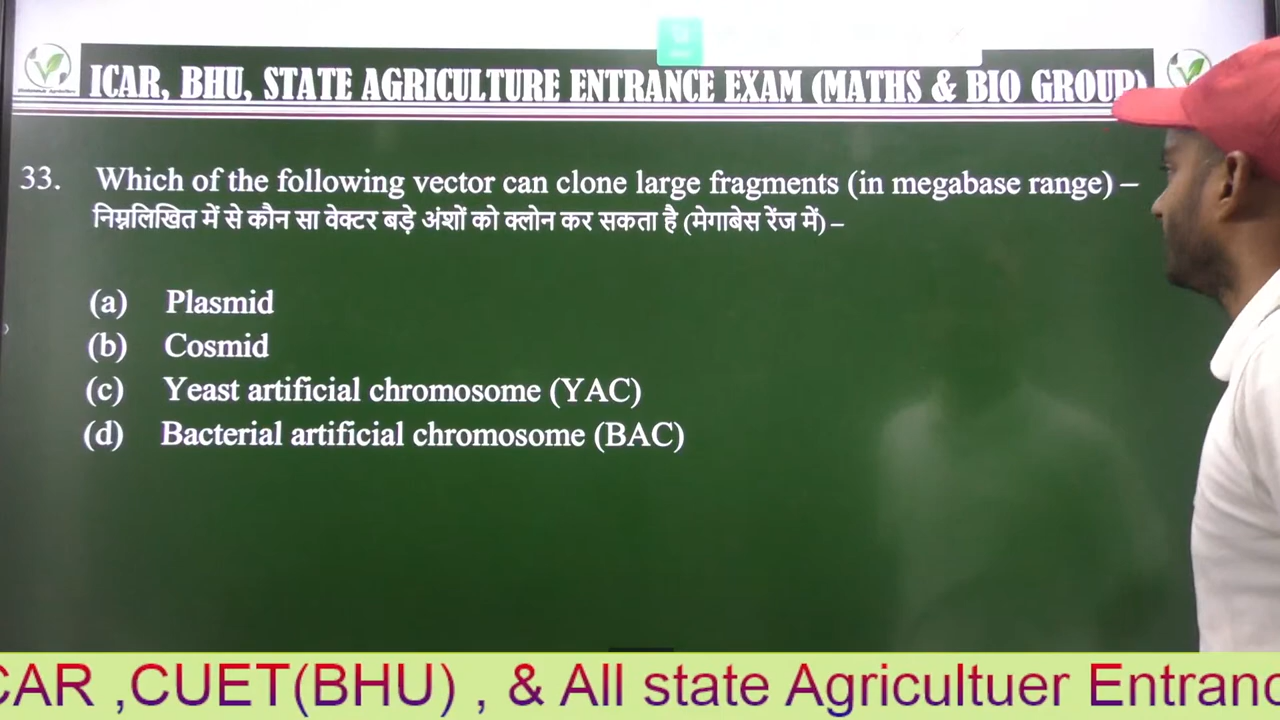 ICAR, BHU, STATE AGRICULTURE ENTRANCE EXAM (MATHS & BIO GROUP)
33. Which of the following vector can clone large fragments (in megabase range) –
निम्नलिखित में से कौन सा वेक्टर बड़े अंशों को क्लोन कर सकता है (मेगाबेस रेंज में) –
(a) Plasmid
(b) Cosmid
(c) Yeast artificial chromosome (YAC)
(d) Bacterial artificial chromosome (BAC)
CAR ,CUET(BHU) , & All state Agricultuer Entranc